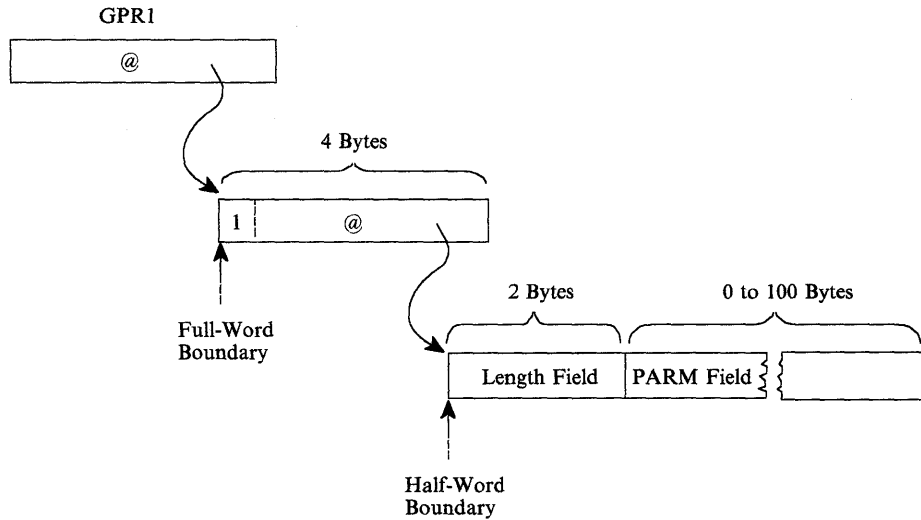 GPR1
@
4 Bytes
1
@
Full-Word
Boundary
2 Bytes
0 to 100 Bytes
Length Field
PARM Field
Half-Word
Boundary